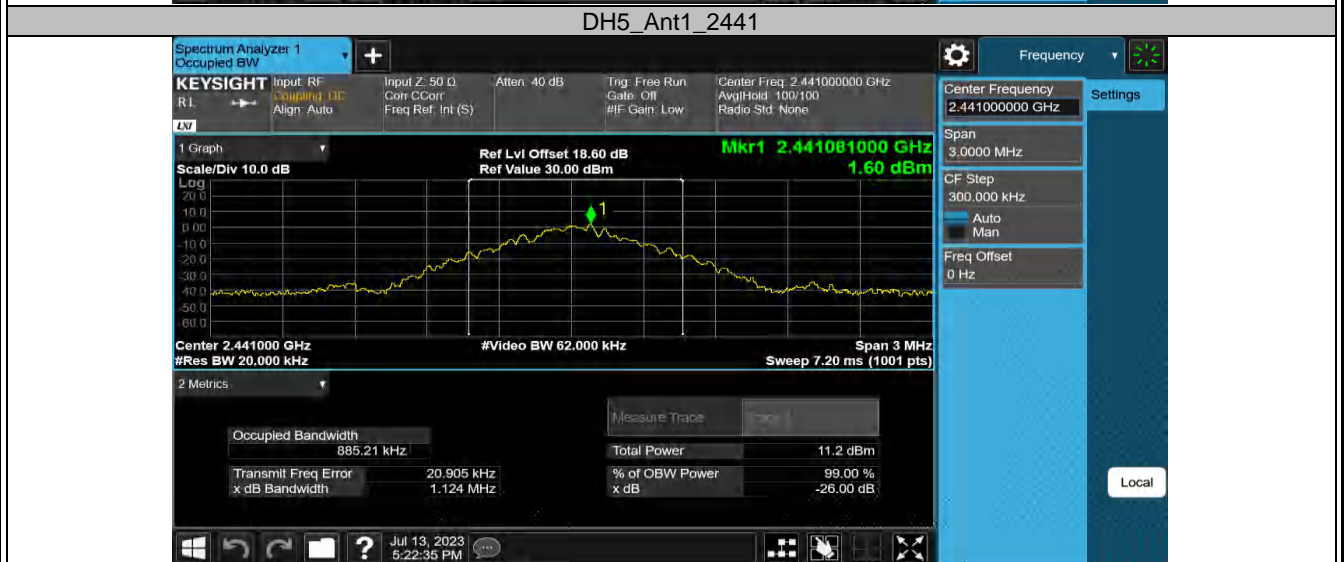 DH5_Ant1_2441
Spectrum Analyzer 1
Occupied BW
+
Frequency
KEYSIGHT
RL
LXI
Input: RF
Coupling: DC
Align: Auto
Input Z: 50 Ω
Corr CCorr
Freq Ref: Int (S)
Atten: 40 dB
Trig: Free Run
Gate: Off
#IF Gain: Low
Center Freq: 2.441000000 GHz
Avg|Hold: 100/100
Radio Std: None
Center Frequency
2.441000000 GHz
Settings
Span
3.0000 MHz
CF Step
300.000 kHz
Auto
Man
Freq Offset
0 Hz
1 Graph
Scale/Div 10.0 dB
Ref Lvl Offset 18.60 dB
Ref Value 30.00 dBm
Mkr1 2.441081000 GHz
1.60 dBm
Log
20.0
10.0
0.00
-10.0
-20.0
-30.0
-40.0
-50.0
-60.0
1
Center 2.441000 GHz
#Res BW 20.000 kHz
#Video BW 62.000 kHz
Span 3 MHz
Sweep 7.20 ms (1001 pts)
2 Metrics
Measure Trace
Trace 1
Occupied Bandwidth
885.21 kHz
Total Power 11.2 dBm
Transmit Freq Error 20.905 kHz
% of OBW Power 99.00 %
x dB Bandwidth 1.124 MHz
x dB -26.00 dB
Local
?
Jul 13, 2023
5:22:35 PM